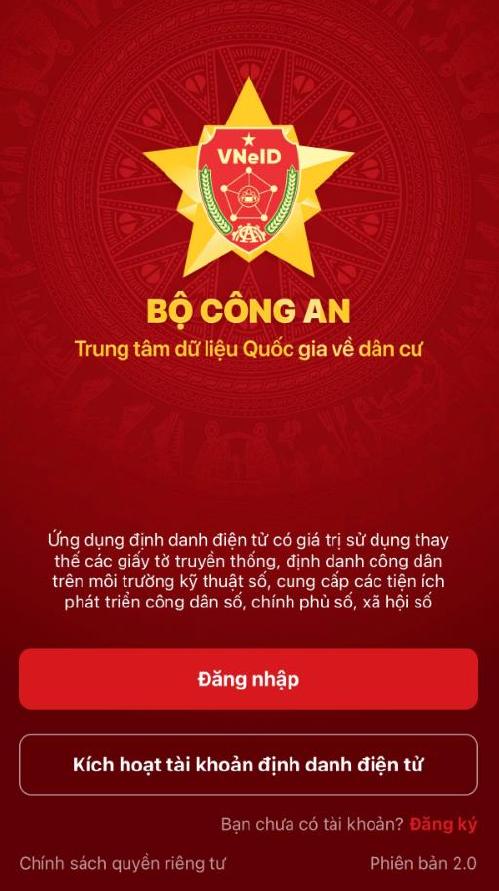 VNeID
BỘ CÔNG AN
Trung tâm dữ liệu Quốc gia về dân cư
Ứng dụng định danh điện tử có giá trị sử dụng thay
thế các giấy tờ truyền thống, định danh công dân
trên môi trường kỹ thuật số, cung cấp các tiện ích
phát triển công dân số, chính phủ số, xã hội số
Đăng nhập
Kích hoạt tài khoản định danh điện tử
Bạn chưa có tài khoản? Đăng ký
Chính sách quyền riêng tư Phiên bản 2.0